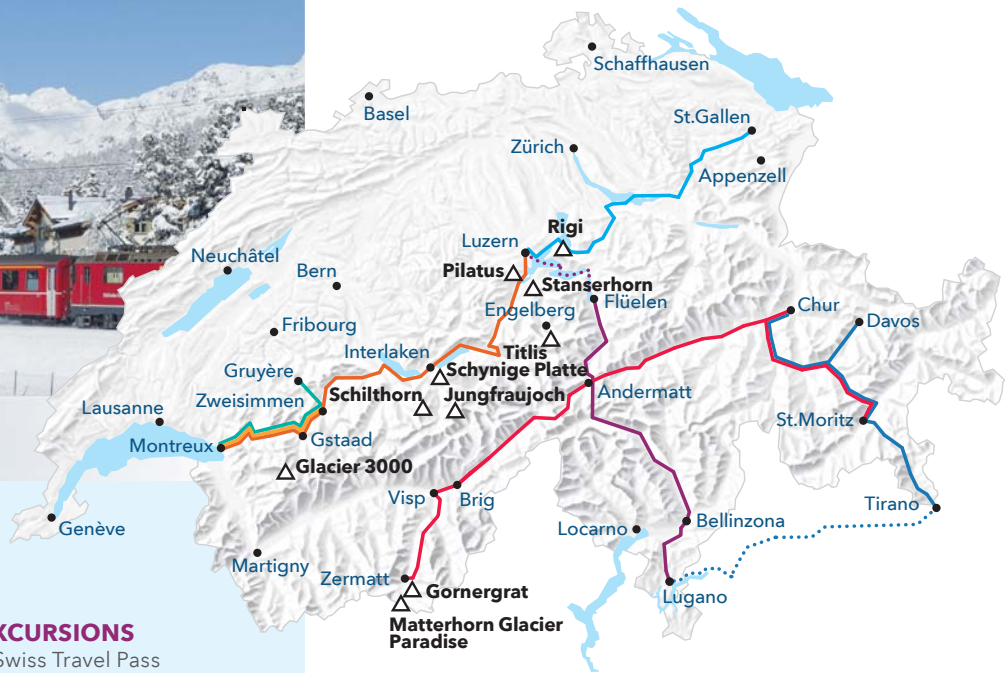 Schaffhausen
Basel
St.Gallen
Zürich
Appenzell
Rigi
Luzern
Neuchâtel
Pilatus
Bern
Stanserhorn
Engelberg
Flüelen
Chur
Davos
Fribourg
Interlaken
Titlis
Gruyère
Schynige Platte
Zweisimmen
Schilthorn
Jungfraujoch
Andermatt
Lausanne
St.Moritz
Gstaad
Montreux
Glacier 3000
Visp
Brig
Tirano
Genève
Locarno
Bellinzona
Martigny
Zermatt
Gornergrat
Lugano
Matterhorn Glacier
Paradise
XCURSIONS
Swiss Travel Pass